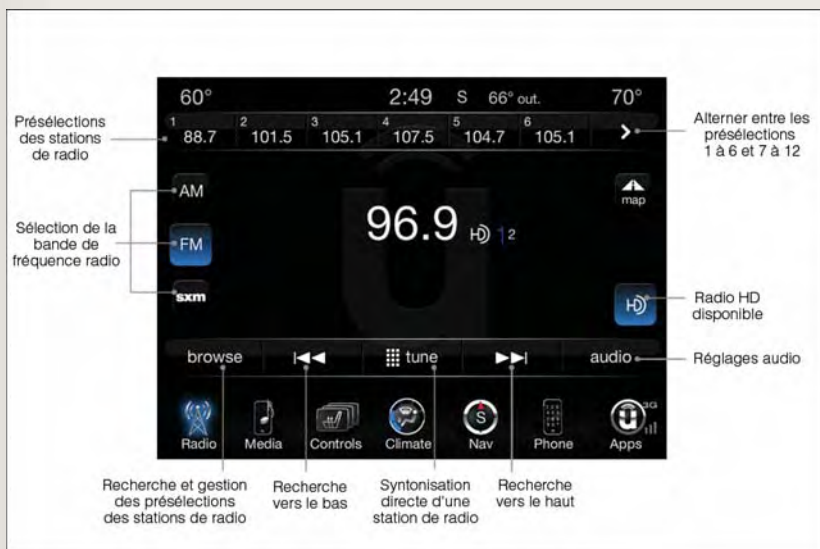 60° 2:49 S 66° out. 70°
Présélections
des stations
de radio
1 2 3 4 5 6
88.7 101.5 105.1 107.5 104.7 105.1
Alterner entre les
présélections
1 à 6 et 7 à 12
AM
map
Sélection de la
bande de
fréquence radio
FM
96.9 HD 1 2
sxm
HD
Radio HD
disponible
browse tune audio
Réglages audio
S
3G
Radio Media Controls Climate Nav Phone Apps
Recherche et gestion
des présélections
des stations de radio
Recherche
vers le bas
Syntonisation
directe d'une
station de radio
Recherche
vers le haut